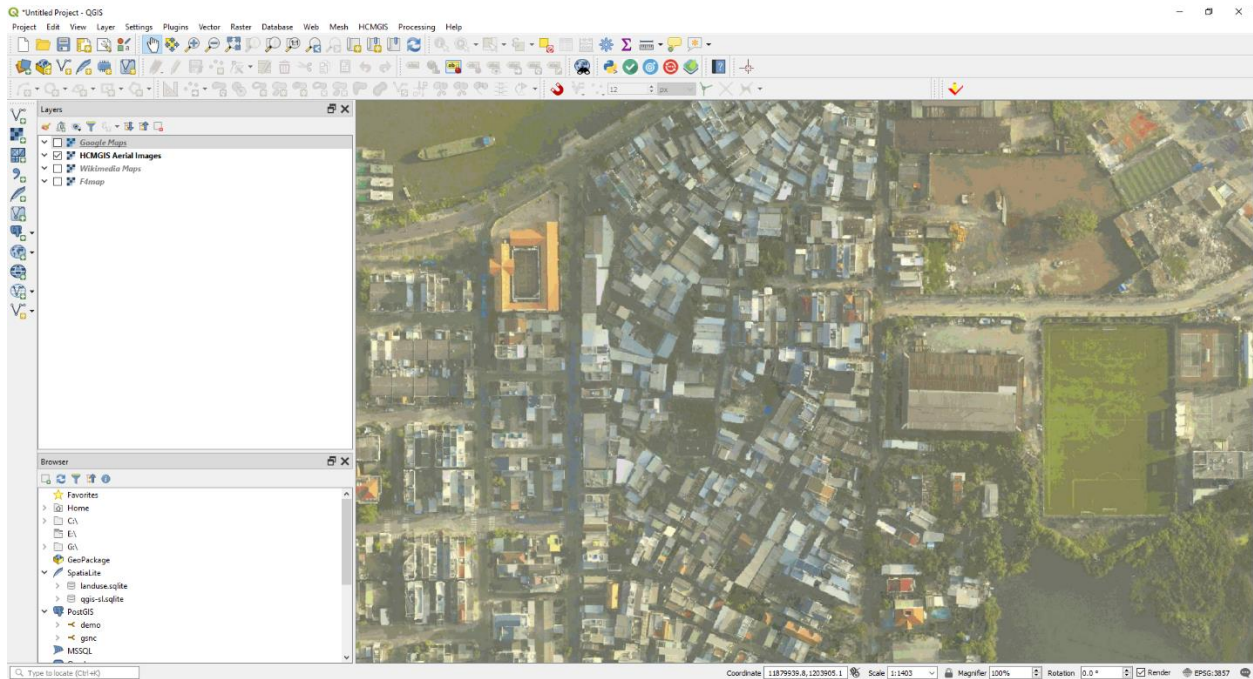 *Untitled Project - QGIS
Project Edit View Layer Settings Plugins Vector Raster Database Web Mesh HCMGIS Processing Help
12 px
Layers
Google Maps
HCMGIS Aerial Images
Wikimedia Maps
F4map
Browser
Favorites
Home
C:\
E:\
G:\
GeoPackage
SpatiaLite
landuse.sqlite
qgis-sl.sqlite
PostGIS
demo
gsnc
MSSQL
Type to locate (Ctrl+K) Coordinate 11879939.8,1203905.1 Scale 1:1403 Magnifier 100% Rotation 0.0 ° Render EPSG:3857